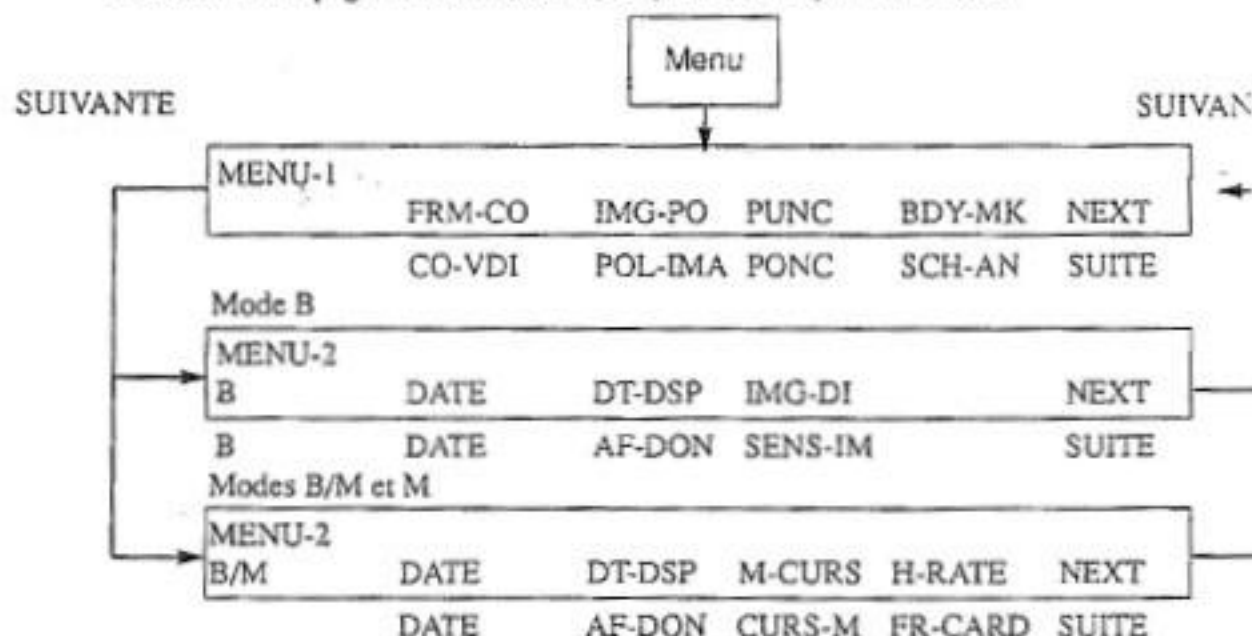 Menu
SUIVANTE
MENU-1
FRM-CO IMG-PO PUNC BDY-MK NEXT
CO-VDI POL-IMA PONC SCH-AN SUITE
Mode B
MENU-2
B DATE DT-DSP IMG-DI NEXT
B DATE AF-DON SENS-IM SUITE
Modes B/M et M
MENU-2
B/M DATE DT-DSP M-CURS H-RATE NEXT
DATE AF-DON CURS-M FR-CARD SUITE